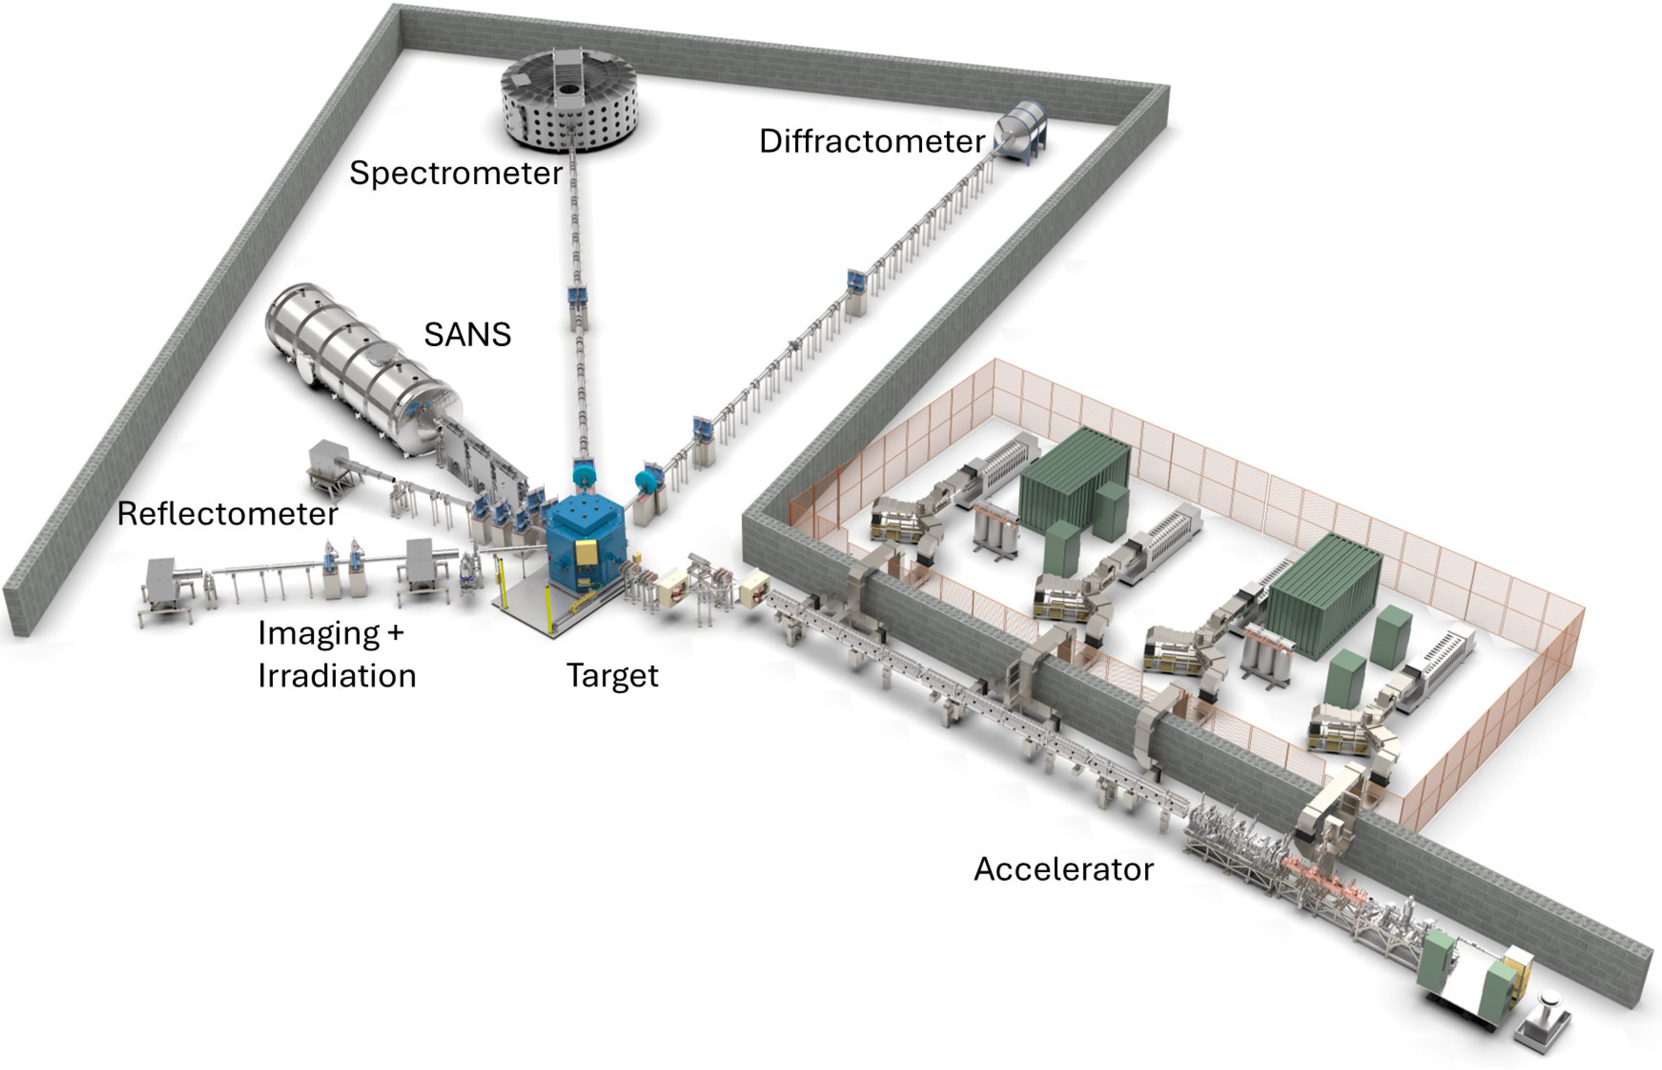 Diffractometer
Spectrometer
SANS
Reflectometer
Imaging +
Irradiation
Target
Accelerator